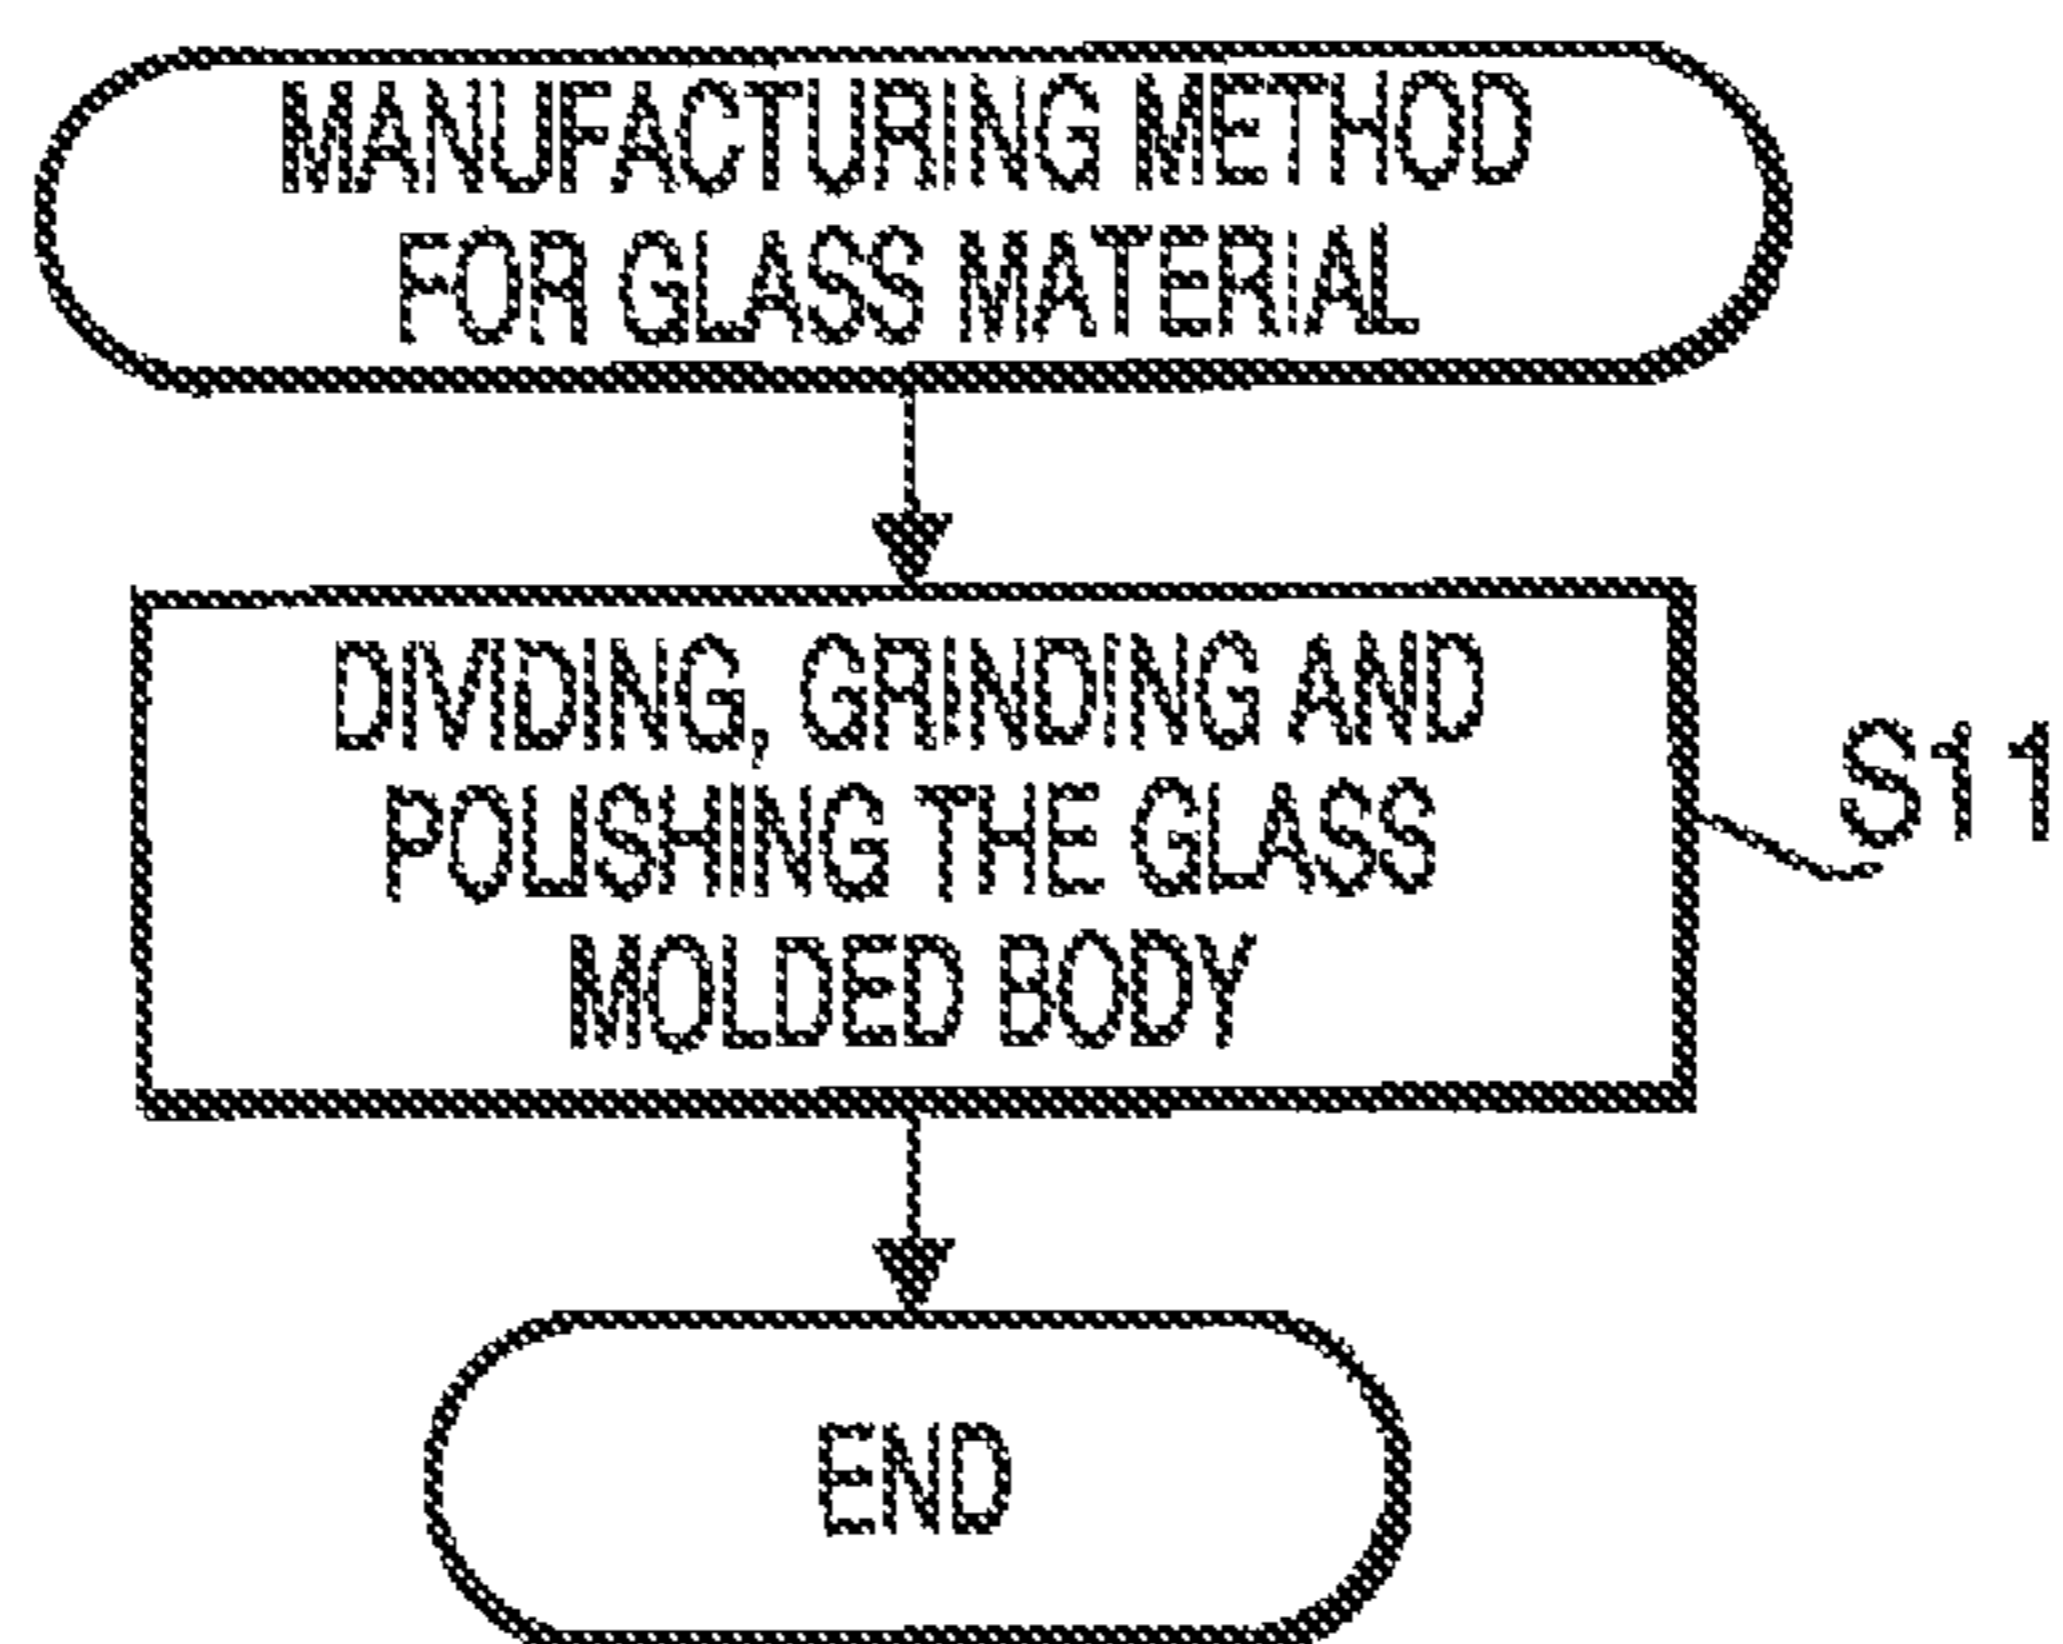 MANUFACTURING METHOD
FOR GLASS MATERIAL
DIVIDING, GRINDING AND
POLISHING THE GLASS
MOLDED BODY
S11
END